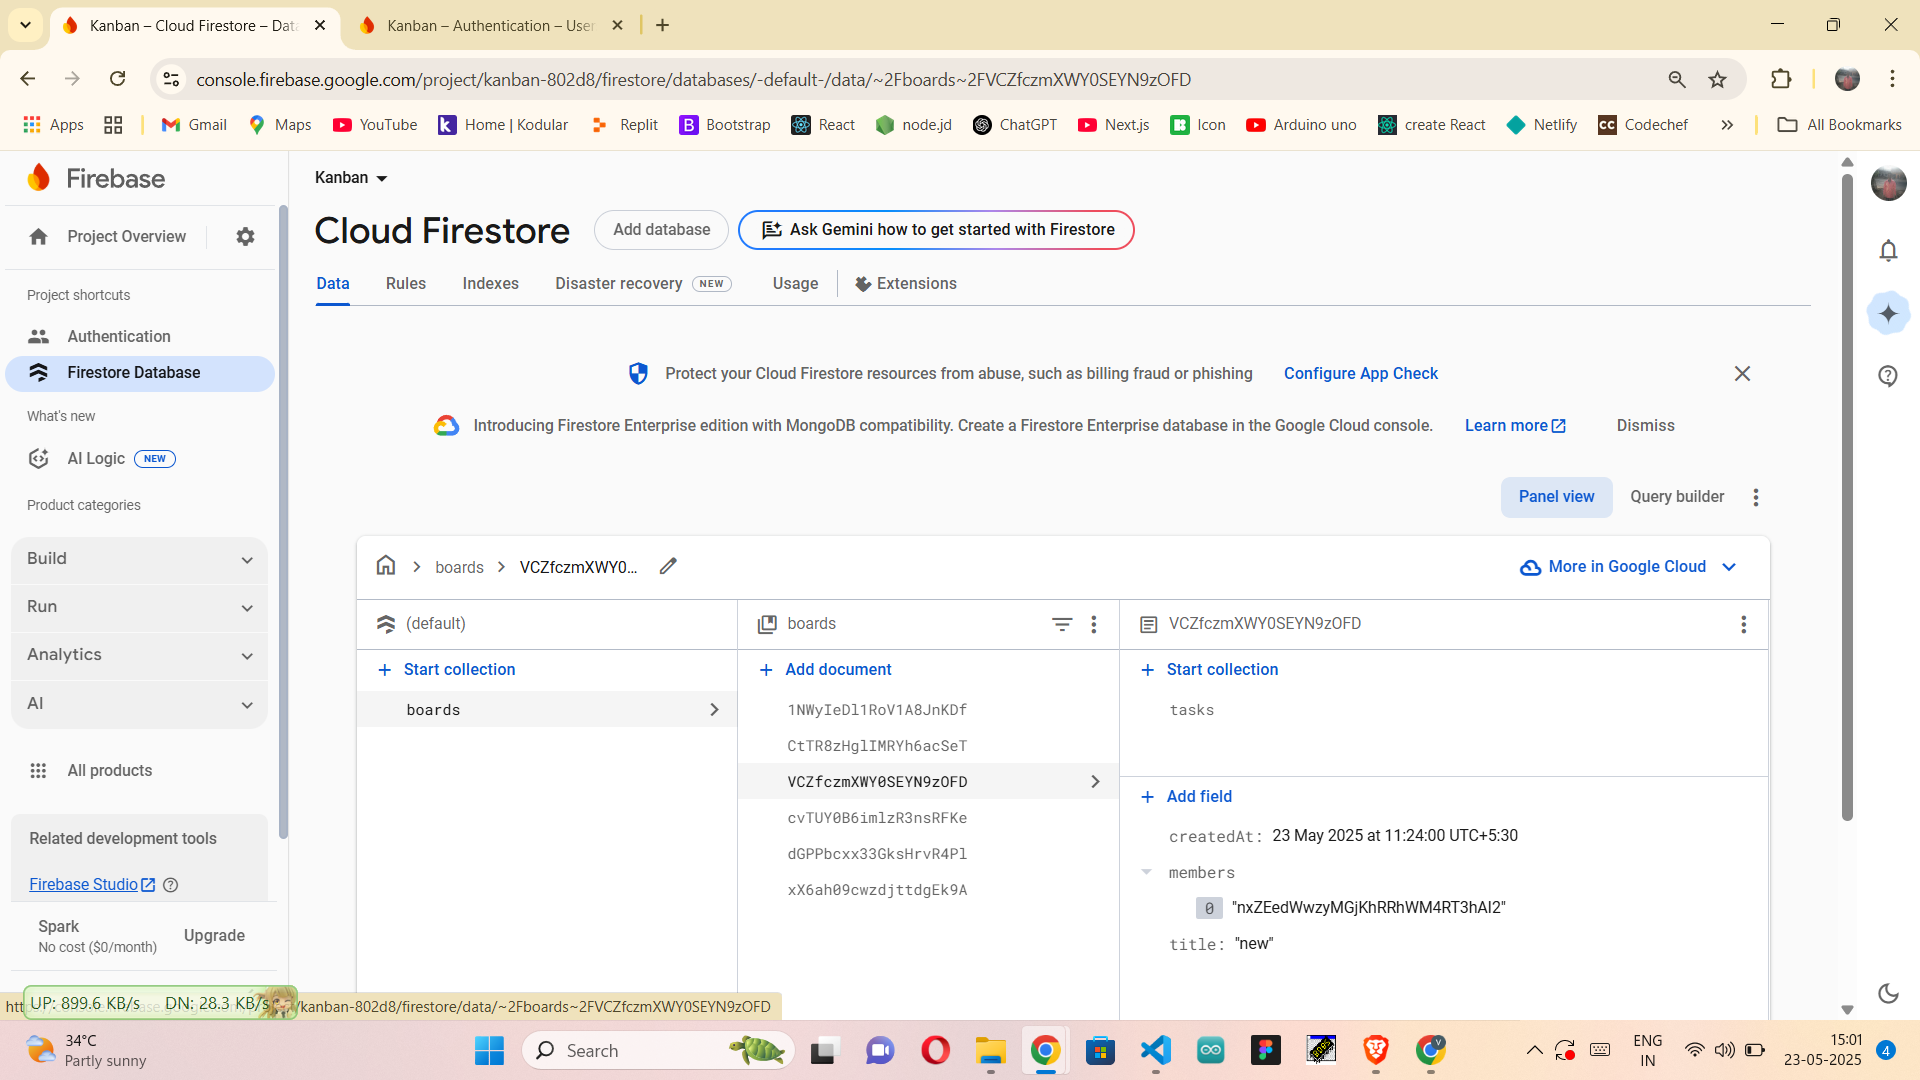 Kanban – Cloud Firestore – Dat
Kanban – Authentication – User
console.firebase.google.com/project/kanban-802d8/firestore/databases/-default-/data/~2Fboards~2FVCZfczmXWY0SEYN9zOFD
Apps
Gmail
Maps
YouTube
Home | Kodular
Replit
Bootstrap
React
node.jd
ChatGPT
Next.js
Icon
Arduino uno
create React
Netlify
Codechef
All Bookmarks
Firebase
Project Overview
Project shortcuts
Authentication
Firestore Database
What's new
AI Logic NEW
Product categories
Build
Run
Analytics
AI
All products
Related development tools
Firebase Studio
Spark
No cost ($0/month)
Upgrade
Kanban
Cloud Firestore
Add database
Ask Gemini how to get started with Firestore
Data
Rules
Indexes
Disaster recovery NEW
Usage
Extensions
Protect your Cloud Firestore resources from abuse, such as billing fraud or phishing
Configure App Check
Introducing Firestore Enterprise edition with MongoDB compatibility. Create a Firestore Enterprise database in the Google Cloud console.
Learn more
Dismiss
Panel view
Query builder
boards
VCZfczmXWY0...
More in Google Cloud
(default)
Start collection
boards
boards
Add document
1NWyIeDl1RoV1A8JnKDf
CtTR8zHglIMRYh6acSeT
VCZfczmXWY0SEYN9zOFD
cvTUY0B6imlzR3nsRFKe
dGPPbcxx33GksHrvR4Pl
xX6ah09cwzdjttdgEk9A
VCZfczmXWY0SEYN9zOFD
Start collection
tasks
Add field
createdAt: 23 May 2025 at 11:24:00 UTC+5:30
members
0 "nxZEedWwzyMGjKhRRhWM4RT3hAl2"
title: "new"
UP: 899.6 KB/s DN: 28.3 KB/s
/kanban-802d8/firestore/data/~2Fboards~2FVCZfczmXWY0SEYN9zOFD
34°C
Partly sunny
Search
ENG
IN
15:01
23-05-2025
4